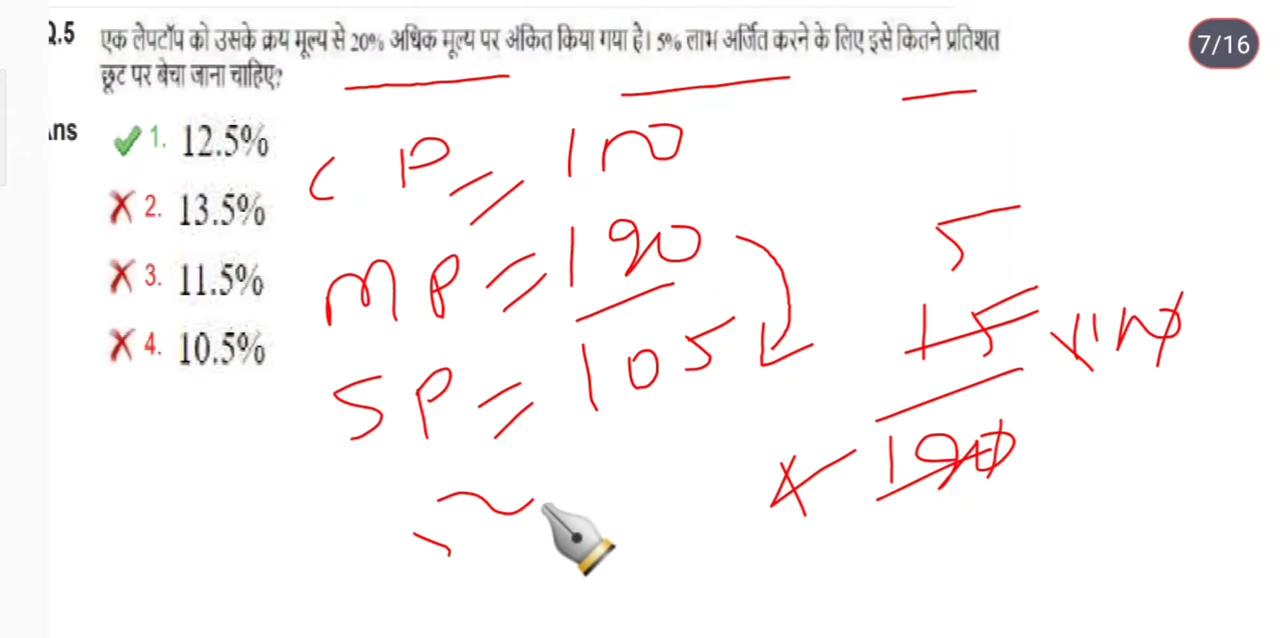 Q.5 एक लेपटॉप को उसके क्रय मूल्य से 20% अधिक मूल्य पर अंकित किया गया है। 5% लाभ अर्जित करने के लिए इसे कितने प्रतिशत
छूट पर बेचा जाना चाहिए?
7/16
Ans
1. 12.5%
2. 13.5%
3. 11.5%
4. 10.5%
CP = 100
MP = 120
SP = 105
5
15 × 100
120
4